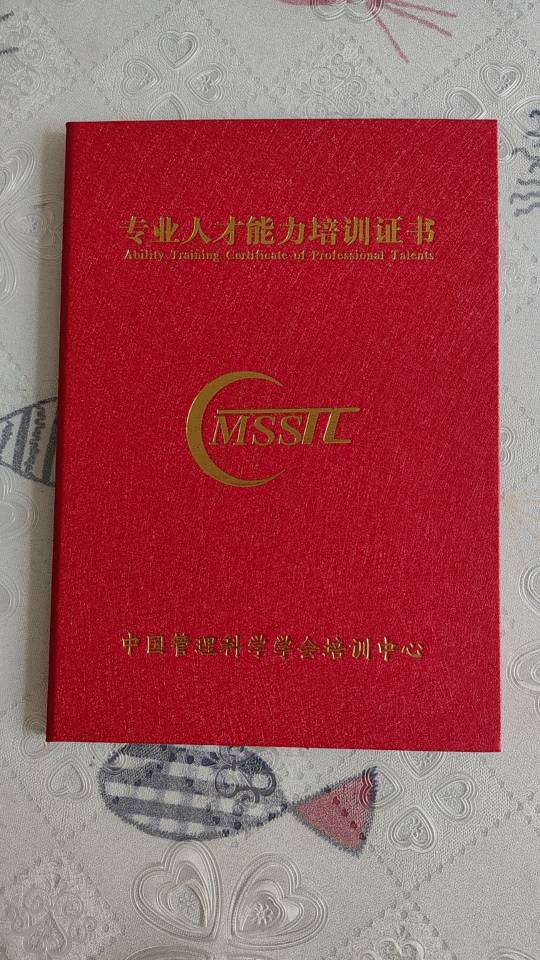 专业人才能力培训证书
Ability Training Certificate of Professional Talents
CMSSTC
中国管理科学学会培训中心